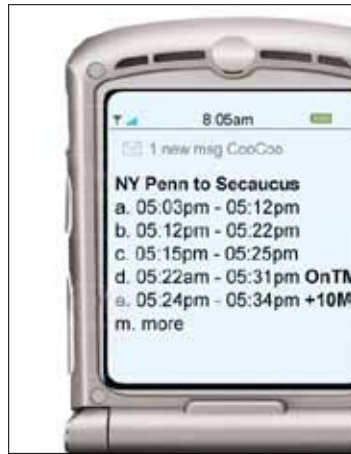 8:05am
1 new msg CooCoo
NY Penn to Secaucus
a. 05:03pm - 05:12pm
b. 05:12pm - 05:22pm
c. 05:15pm - 05:25pm
d. 05:22am - 05:31pm OnTM
e. 05:24pm - 05:34pm +10M
m. more